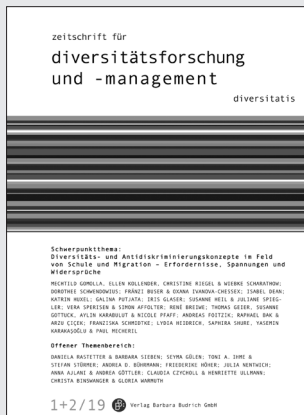 zeitschrift für
diversitätsforschung
und -management
diversitatis
Schwerpunktthema:
Diversitäts- und Antidiskriminierungskonzepte im Feld
von Schule und Migration – Erfordernisse, Spannungen und
Widersprüche
MECHTILD GOMOLLA, ELLEN KOLLENDER, CHRISTINE RIEGEL & WIEBKE SCHARATHOW;
DOROTHEE SCHWENDOWIUS; FRÄNZI BUSER & OXANA IVANOVA-CHESSEX; ISABEL DEAN;
KATRIN HUXEL; GALINA PUTJATA; IRIS GLASER; SUSANNE HEIL & JULIANE SPIEG-
LER; VERA SPERISEN & SIMON AFFOLTER; RENÉ BREIWE; THOMAS GEIER, SUSANNE
GOTTUCK, AYLIN KARABULUT & NICOLE PFAFF; ANDREAS FOITZIK; RAPHAEL BAK &
ARZU ÇIÇEK; FRANZISKA SCHMIDTKE; LYDIA HEIDRICH, SAPHIRA SHURE, YASEMIN
KARAKAŞOĞLU & PAUL MECHERIL
Offener Themenbereich:
DANIELA RASTETTER & BARBARA SIEBEN; SEYMA GÜLEN; TONI A. IHME &
STEFAN STÜRMER; ANDREA D. BÜHRMANN; FRIEDERIKE HÖHER; JULIA NENTWICH;
ANNA AJLANI & ANDREA GÖTTLER; CLAUDIA CZYCHOLL & HENRIETTE ULLMANN;
CHRISTA BINSWANGER & GLORIA WARMUTH
1+2/19 Verlag Barbara Budrich GmbH